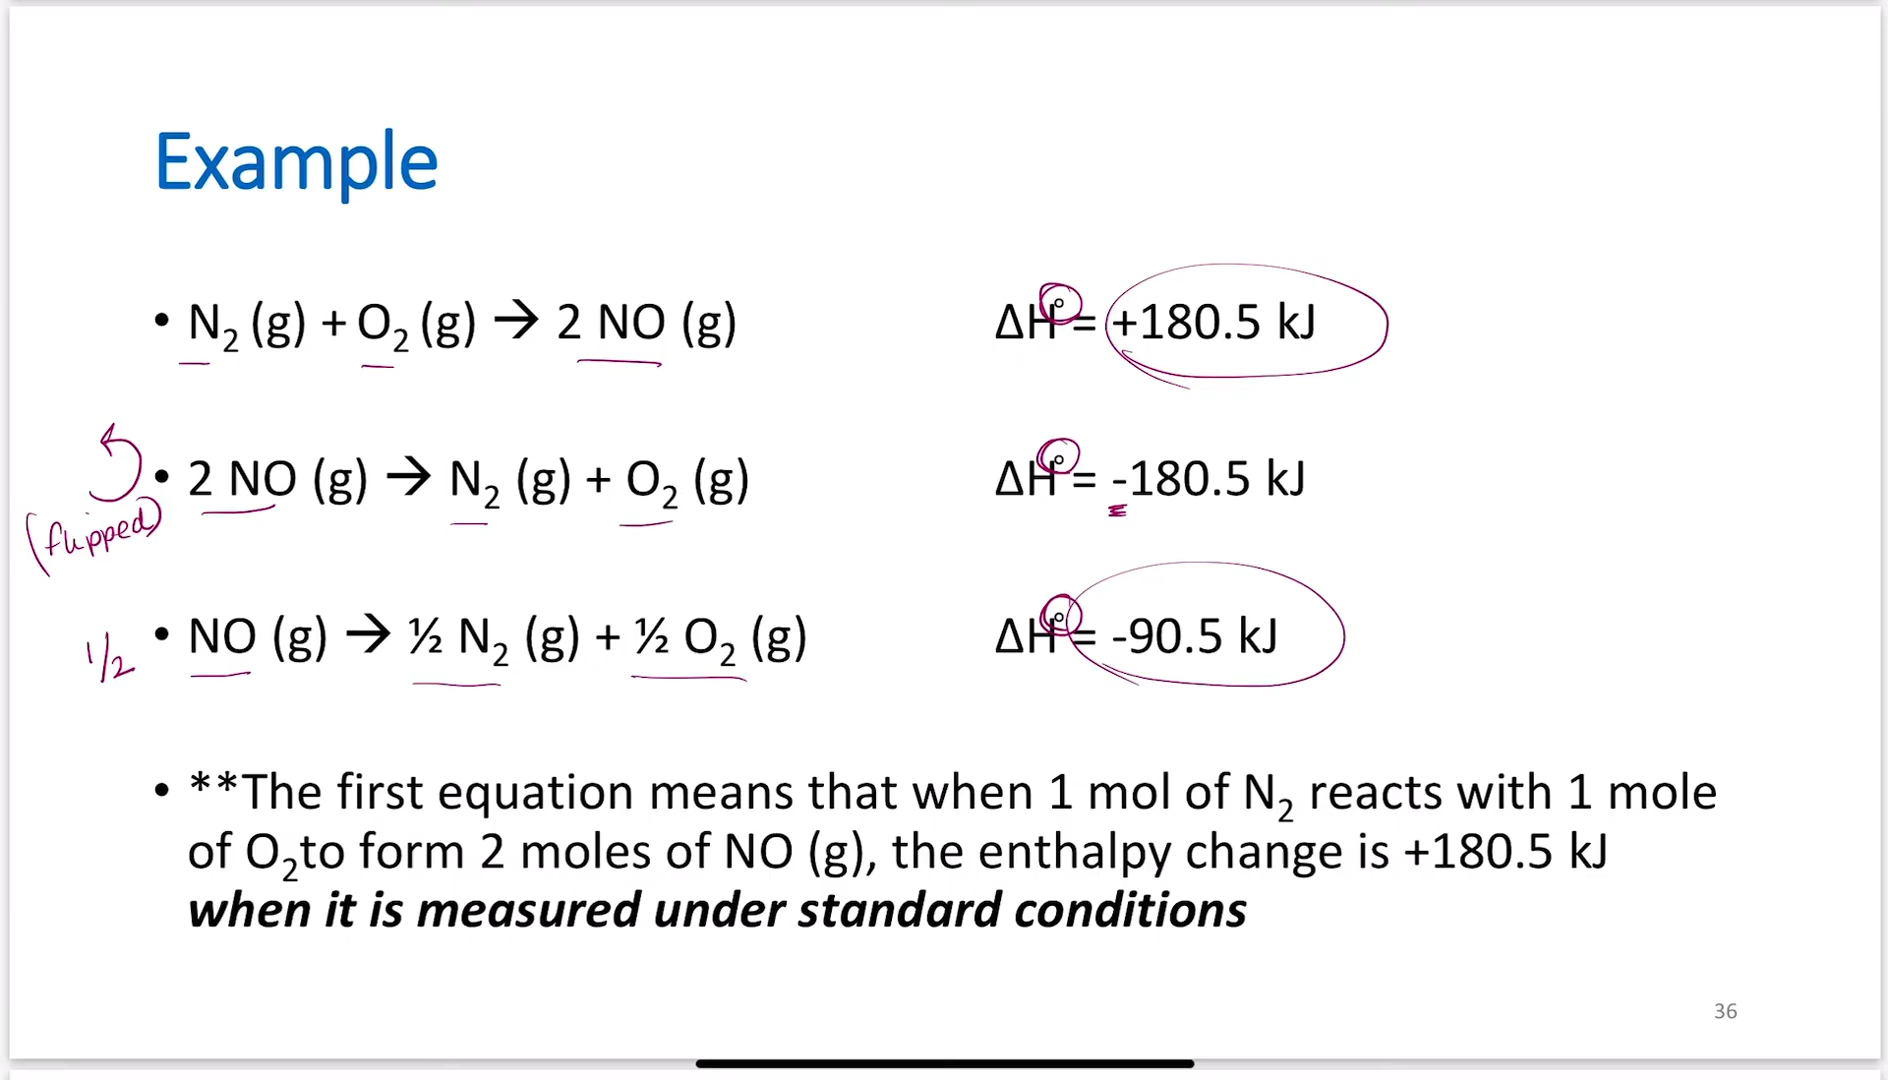 Example
• N₂ (g) + O₂ (g) → 2 NO (g) ΔH°= +180.5 kJ
• 2 NO (g) → N₂ (g) + O₂ (g) ΔH°= -180.5 kJ
(flipped)
½ • NO (g) → ½ N₂ (g) + ½ O₂ (g) ΔH°= -90.5 kJ
• **The first equation means that when 1 mol of N₂ reacts with 1 mole
of O₂to form 2 moles of NO (g), the enthalpy change is +180.5 kJ
when it is measured under standard conditions
36